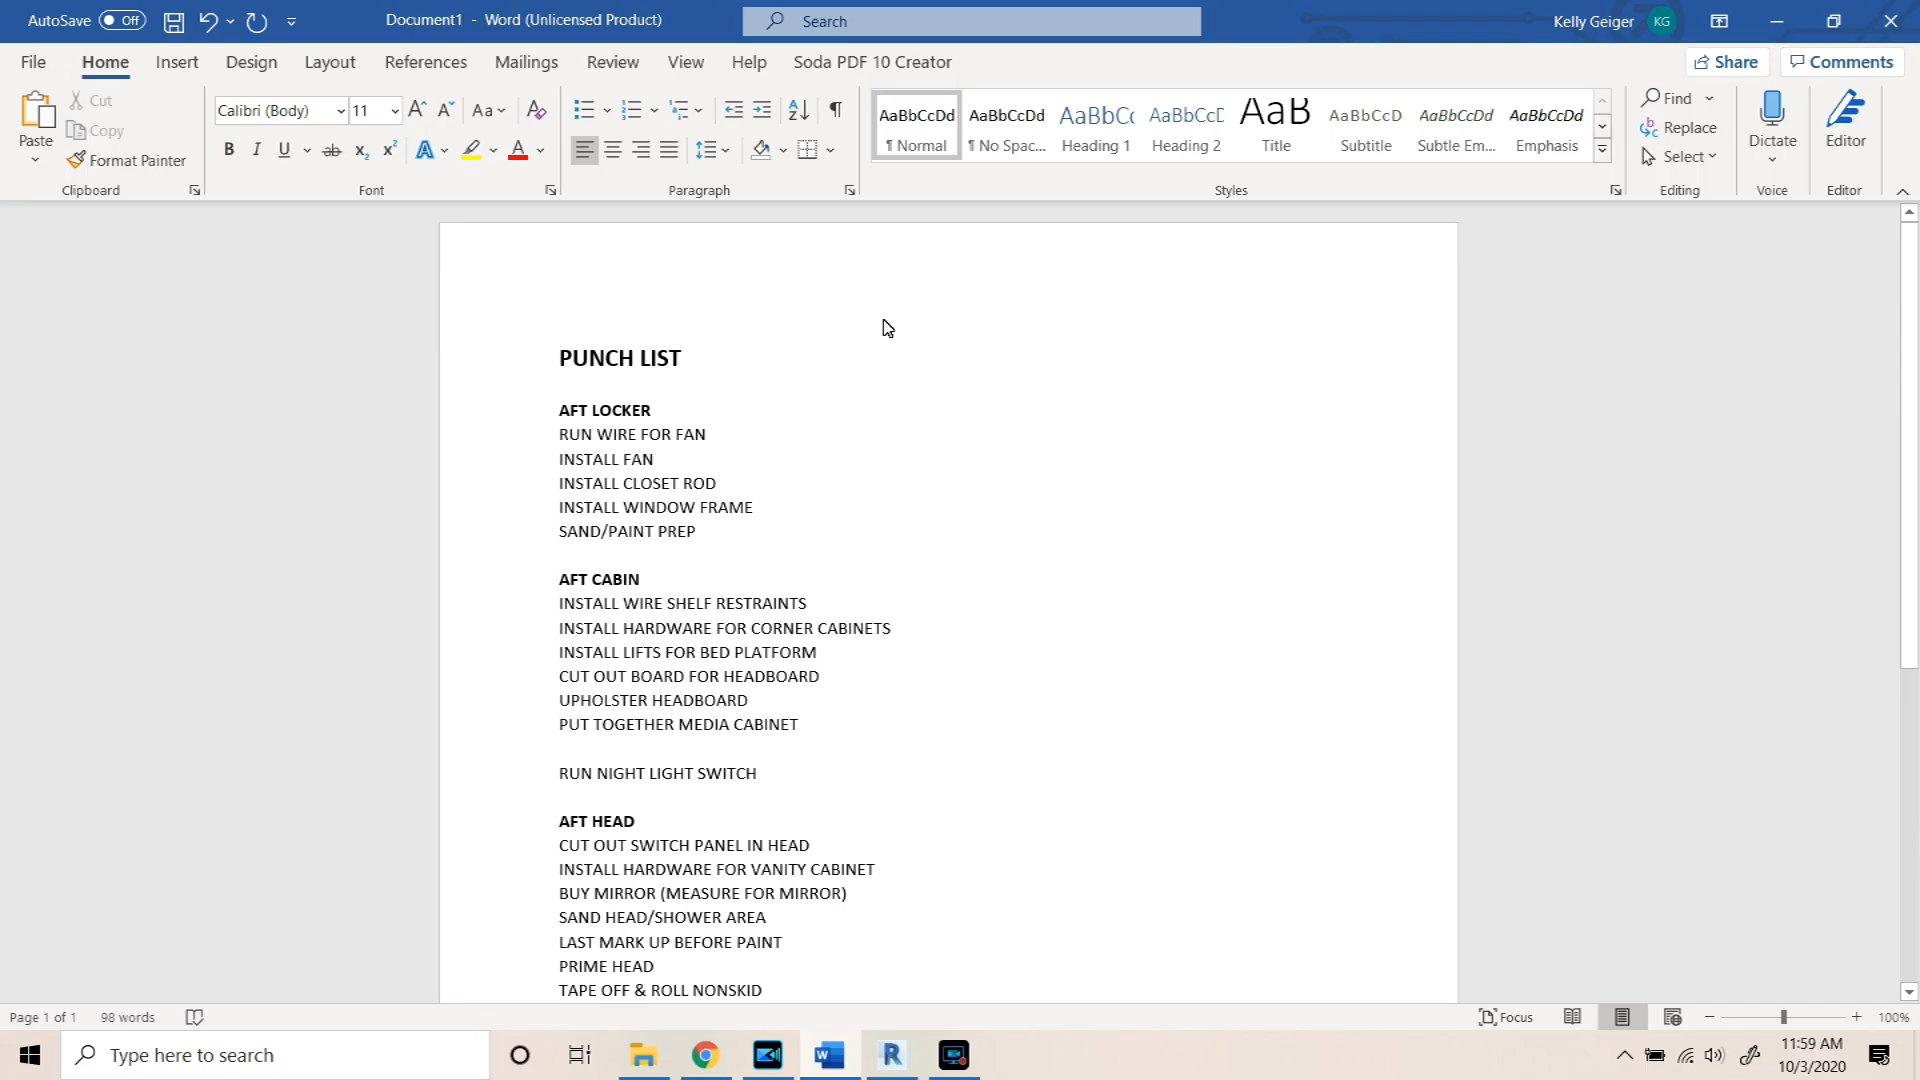 AutoSave Off Document1 - Word (Unlicensed Product) Search Kelly Geiger KG
File Home Insert Design Layout References Mailings Review View Help Soda PDF 10 Creator Share Comments
Paste Cut Copy Format Painter
Clipboard
Calibri (Body) 11 Aa
B I U ab x2 x2 A A
Font
Paragraph
AaBbCcDd AaBbCcDd AaBbCc AaBbCcD AaB AaBbCcD AaBbCcDd AaBbCcDd
¶ Normal ¶ No Spac... Heading 1 Heading 2 Title Subtitle Subtle Em... Emphasis
Styles
Find
Replace
Select
Editing
Dictate
Voice
Editor
Editor
PUNCH LIST
AFT LOCKER
RUN WIRE FOR FAN
INSTALL FAN
INSTALL CLOSET ROD
INSTALL WINDOW FRAME
SAND/PAINT PREP
AFT CABIN
INSTALL WIRE SHELF RESTRAINTS
INSTALL HARDWARE FOR CORNER CABINETS
INSTALL LIFTS FOR BED PLATFORM
CUT OUT BOARD FOR HEADBOARD
UPHOLSTER HEADBOARD
PUT TOGETHER MEDIA CABINET
RUN NIGHT LIGHT SWITCH
AFT HEAD
CUT OUT SWITCH PANEL IN HEAD
INSTALL HARDWARE FOR VANITY CABINET
BUY MIRROR (MEASURE FOR MIRROR)
SAND HEAD/SHOWER AREA
LAST MARK UP BEFORE PAINT
PRIME HEAD
TAPE OFF & ROLL NONSKID
Page 1 of 1 98 words Focus 100%
Type here to search
11:59 AM
10/3/2020